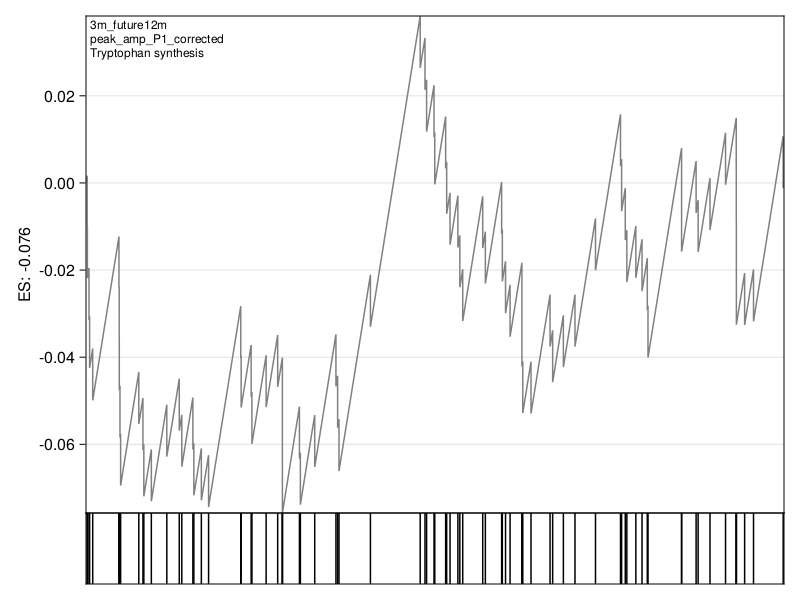 3m_future12m
peak_amp_P1_corrected
Tryptophan synthesis
0.02
0.00
-0.02
-0.04
-0.06
ES: -0.076